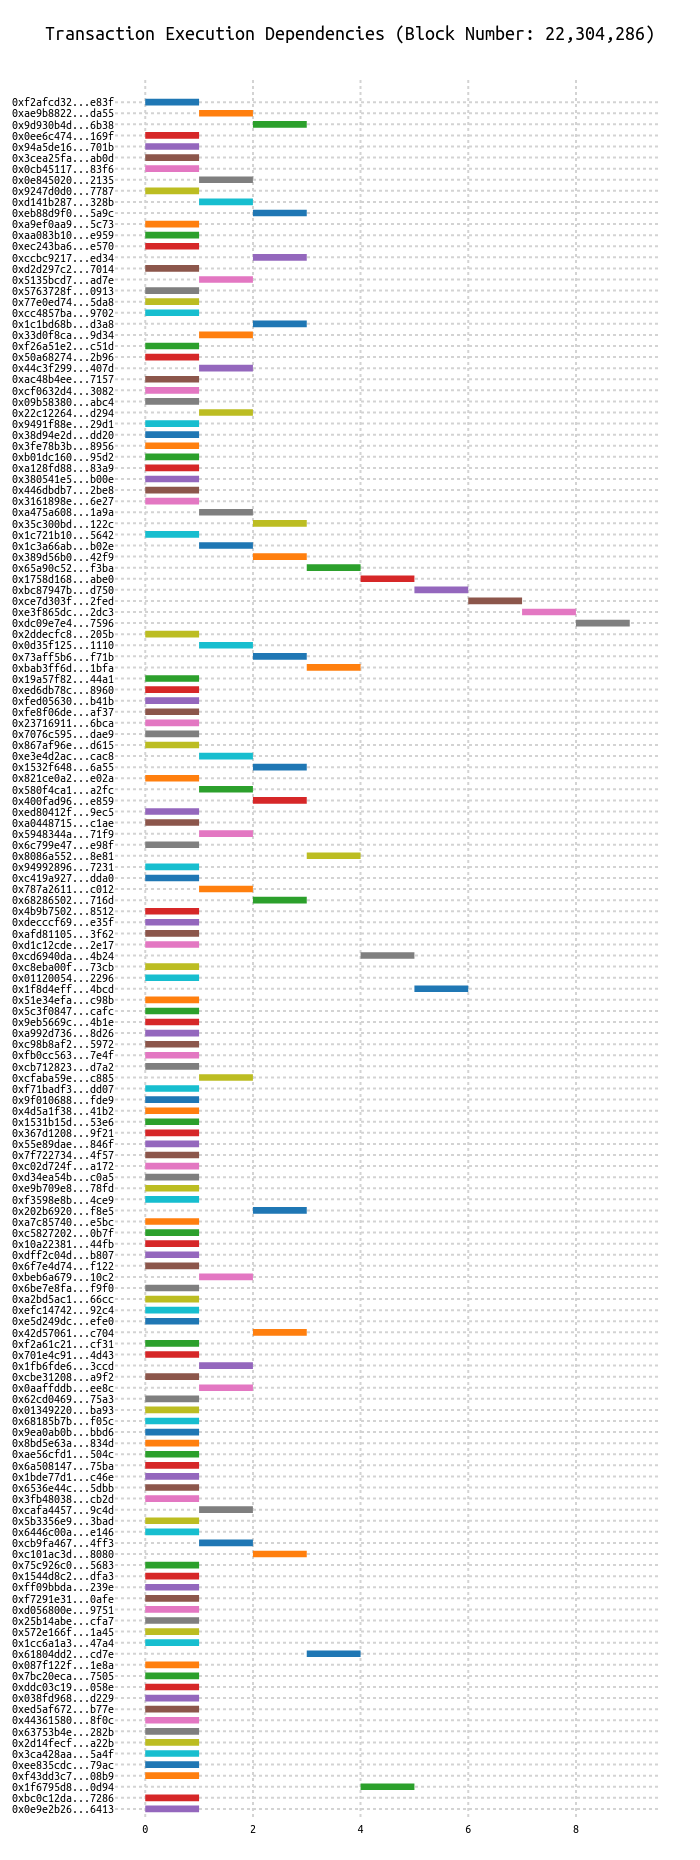 Transaction Execution Dependencies (Block Number: 22,304,286)
0xf2afcd32...e83f
0xae9b8822...da55
0x9d930b4d...6b38
0x0ee6c474...169f
0x94a5de16...701b
0x3cea25fa...ab0d
0x0cb45117...83f6
0x0e845020...2135
0x9247d0d0...7787
0xd141b287...328b
0xeb88d9f0...5a9c
0xa9ef0aa9...5c73
0xaa083b10...e959
0xec243ba6...e570
0xccbc9217...ed34
0xd2d297c2...7014
0x5135bcd7...ad7e
0x5763728f...0913
0x77e0ed74...5da8
0xcc4857ba...9702
0x1c1bd68b...d3a8
0x33d0f8ca...9d34
0xf26a51e2...c51d
0x50a68274...2b96
0x44c3f299...407d
0xac48b4ee...7157
0xcf0632d4...3082
0x09b58380...abc4
0x22c12264...d294
0x9491f88e...29d1
0x38d94e2d...dd20
0x3fe78b3b...8956
0xb01dc160...95d2
0xa128fd88...83a9
0x380541e5...b00e
0x446dbdb7...2be8
0x3161898e...6e27
0xa475a608...1a9a
0x35c300bd...122c
0x1c721b10...5642
0x1c3a66ab...b02e
0x389d56b0...42f9
0x65a90c52...f3ba
0x1758d168...abe0
0xbc87947b...d750
0xce7d303f...2fed
0xe3f865dc...2dc3
0xdc09e7e4...7596
0x2ddecfc8...205b
0x0d35f125...1110
0x73aff5b6...f71b
0xbab3ff6d...1bfa
0x19a57f82...44a1
0xed6db78c...8960
0xfed05630...b41b
0xfe8f06de...af37
0x23716911...6bca
0x7076c595...dae9
0x867af96e...d615
0xe3e4d2ac...cac8
0x1532f648...6a55
0x821ce0a2...e02a
0x580f4ca1...a2fc
0x400fad96...e859
0xed80412f...9ec5
0xa0448715...c1ae
0x5948344a...71f9
0x6c799e47...e98f
0x8086a552...8e81
0x94992896...7231
0xc419a927...dda0
0x787a2611...c012
0x68286502...716d
0x4b9b7502...8512
0xdecccf69...e35f
0xafd81105...3f62
0xd1c12cde...2e17
0xcd6940da...4b24
0xc8eba00f...73cb
0x01120054...2296
0x1f8d4eff...4bcd
0x51e34efa...c98b
0x5c3f0847...cafc
0x9eb5669c...4b1e
0xa992d736...8d26
0xc98b8af2...5972
0xfb0cc563...7e4f
0xcb712823...d7a2
0xcfaba59e...c885
0xf71badf3...dd07
0x9f010688...fde9
0x4d5a1f38...41b2
0x1531b15d...53e6
0x367d1208...9f21
0x55e89dae...846f
0x7f722734...4f57
0xc02d724f...a172
0xd34ea54b...c0a5
0xe9b709e8...78fd
0xf3598e8b...4ce9
0x202b6920...f8e5
0xa7c85740...e5bc
0xc5827202...0b7f
0x10a22381...44fb
0xdff2c04d...b807
0x6f7e4d74...f122
0xbeb6a679...10c2
0x6be7e8fa...f9f0
0xa2bd5ac1...66cc
0xefc14742...92c4
0xe5d249dc...efe0
0x42d57061...c704
0xf2a61c21...cf31
0x701e4c91...4d43
0x1fb6fde6...3ccd
0xcbe31208...a9f2
0x0aaffddb...ee8c
0x62cd0469...75a3
0x01349220...ba93
0x68185b7b...f05c
0x9ea0ab0b...bbd6
0x8bd5e63a...834d
0xae56cfd1...504c
0x6a508147...75ba
0x1bde77d1...c46e
0x6536e44c...5dbb
0x3fb48038...cb2d
0xcafa4457...9c4d
0x5b3356e9...3bad
0x6446c00a...e146
0xcb9fa467...4ff3
0xc101ac3d...8080
0x75c926c0...5683
0x1544d8c2...dfa3
0xff09bbda...239e
0xf7291e31...0afe
0xd056800e...9751
0x25b14abe...cfa7
0x572e166f...1a45
0x1cc6a1a3...47a4
0x61804dd2...cd7e
0x087f122f...1e8a
0x7bc20eca...7505
0xddc03c19...058e
0x038fd968...d229
0xed5af672...b77e
0x44361580...8f0c
0x63753b4e...282b
0x2d14fecf...a22b
0x3ca428aa...5a4f
0xee835cdc...79ac
0xf43dd3c7...08b9
0x1f6795d8...0d94
0xbc0c12da...7286
0x0e9e2b26...6413
0 2 4 6 8